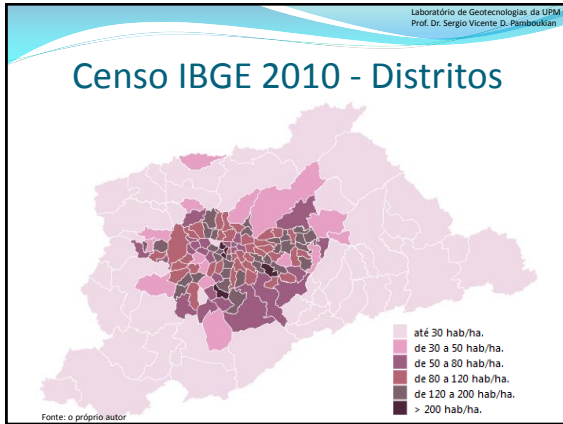 Laboratório de Geotecnologias da UPM
Prof. Dr. Sergio Vicente D. Pamboukian
Censo IBGE 2010 - Distritos
até 30 hab/ha.
de 30 a 50 hab/ha.
de 50 a 80 hab/ha.
de 80 a 120 hab/ha.
de 120 a 200 hab/ha.
> 200 hab/ha.
Fonte: o próprio autor